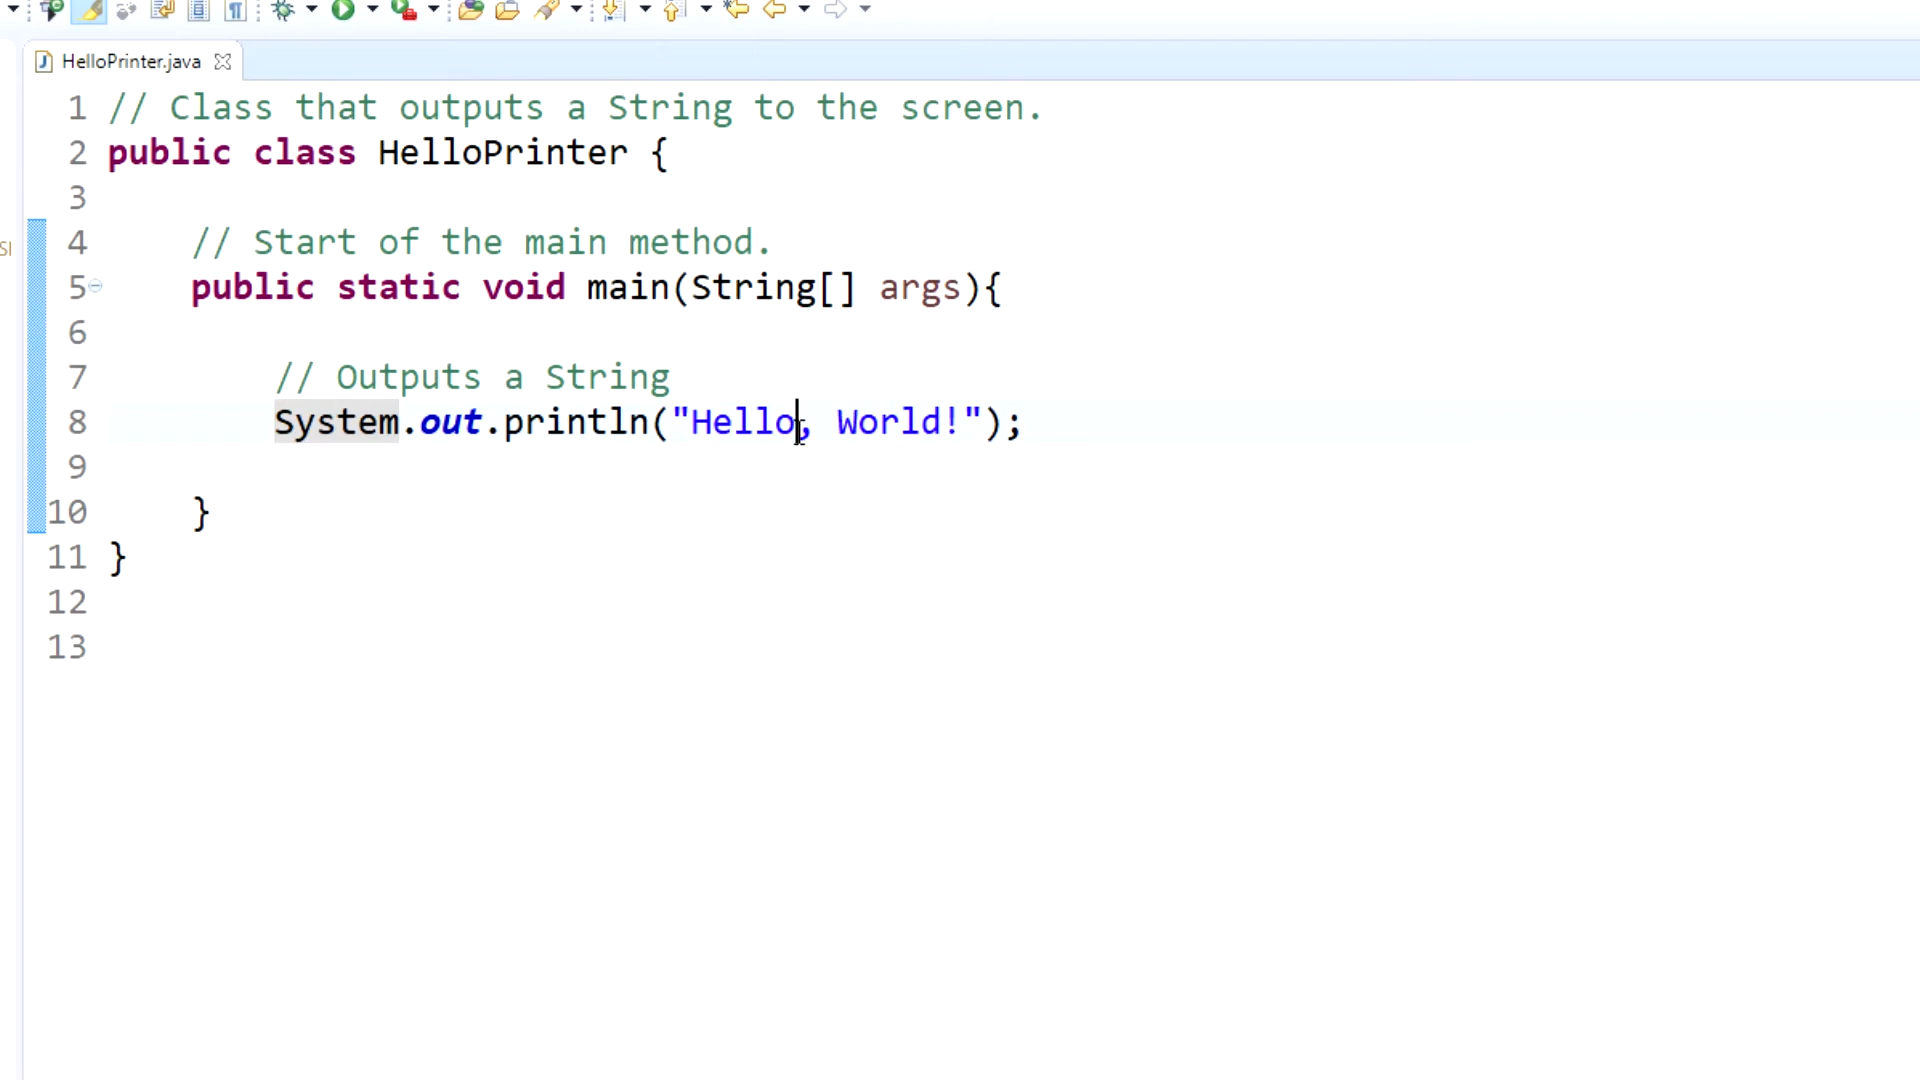 HelloPrinter.java
1 // Class that outputs a String to the screen.
2 public class HelloPrinter {
3
4 // Start of the main method.
5 public static void main(String[] args){
6
7 // Outputs a String
8 System.out.println("Hello, World!");
9
10 }
11 }
12
13